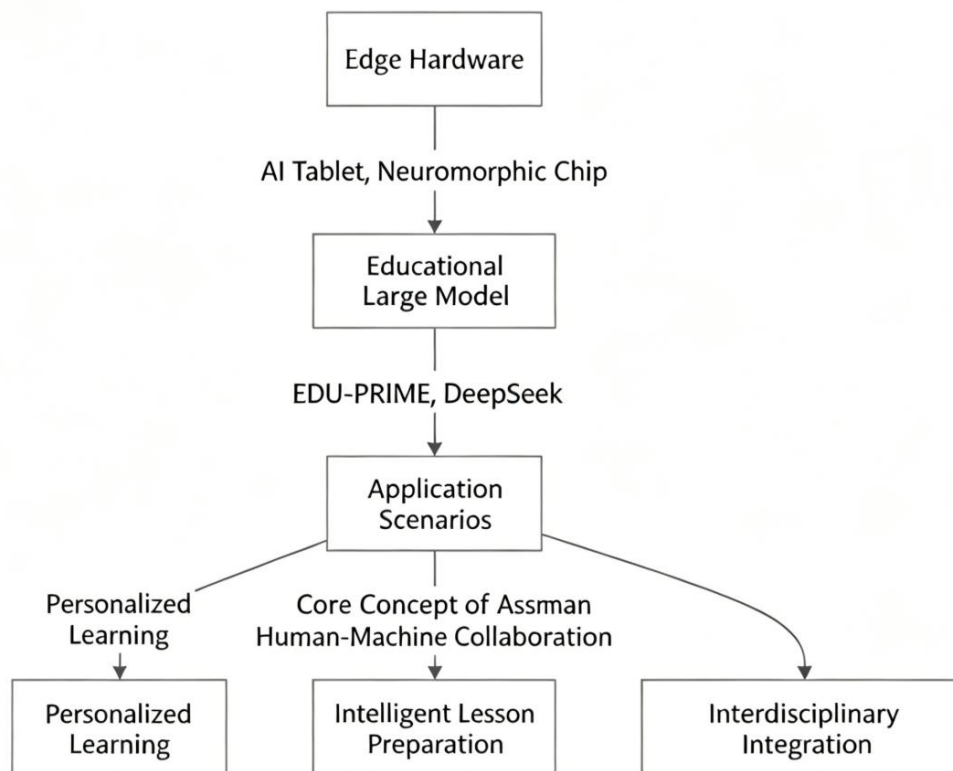 Edge Hardware
AI Tablet, Neuromorphic Chip
Educational
Large Model
EDU-PRIME, DeepSeek
Application
Scenarios
Personalized
Learning
Core Concept of Assman
Human-Machine Collaboration
Personalized
Learning
Intelligent Lesson
Preparation
Interdisciplinary
Integration